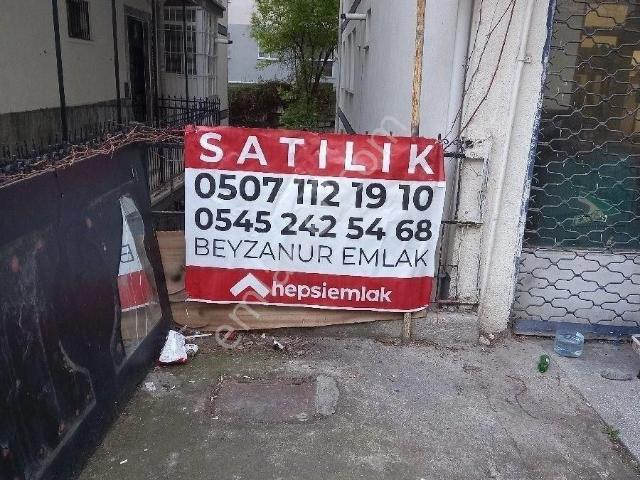 SATILIK
0507 112 19 10
0545 242 54 68
BEYZANUR EMLAK
hepsiemlak